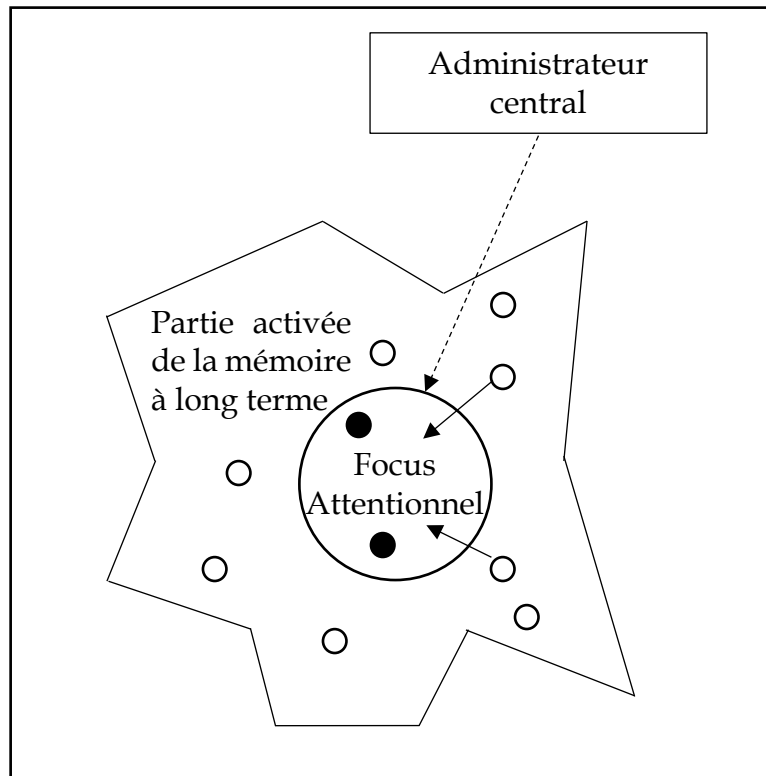 Administrateur
central
Partie activée
de la mémoire
à long terme
Focus
Attentionnel